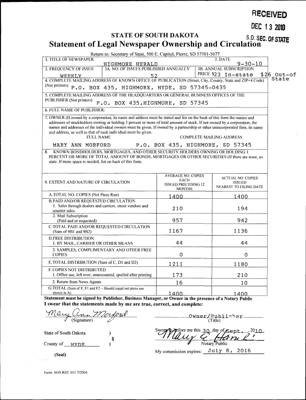 RECEIVED
DEC 13 2010
S.D. SEC. OF STATE
STATE OF SOUTH DAKOTA
Statement of Legal Newspaper Ownership and Circulation
Return to: Secretary of State, 500 E. Capitol, Pierre, SD 57501-5077
1. TITLE OF NEWSPAPER
HIGHMORE HERALD
2. DATE
9-30-10
3. FREQUENCY OF ISSUE
WEEKLY
3A. NO. OF ISSUES PUBLISHED ANNUALLY
52
3B. ANNUAL SUBSCRIPTION
PRICE $23 In-state $26 Out-of State
4. COMPLETE MAILING ADDRESS OF KNOWN OFFICE OF PUBLICATION (Street, City, County, State and ZIP+4 Code)
(Not printer) P.O. BOX 435, HIGHMORE, HYDE, SD 57345-0435
5. COMPLETE MAILING ADDRESS OF THE HEADQUARTERS OR GENERAL BUSINESS OFFICES OF THE
PUBLISHER (Not printer) P.O. BOX 435, HIGHMORE, SD 57345
6. FULL NAME OF PUBLISHER:
7. OWNER (If owned by a corporation, its name and address must be stated and also on the back of this form the names and
addresses of stockholders owning or holding 1 percent or more of total amount of stock. If not owned by a corporation, the
names and addresses of the individual owners must be given. If owned by a partnership or other unincorporated firm, its name
and address, as well as that of each individual must be given.
FULL NAME COMPLETE MAILING ADDRESS
MARY ANN MORFORD P.O. BOX 435, HIGHMORE, SD 57345
8. KNOWN BONDHOLDERS, MORTGAGES, AND OTHER SECURITY HOLDERS OWNING OR HOLDING 1
PERCENT OR MORE TOTAL AMOUNT OF BONDS, MORTGAGES OR OTHER SECURITIES (If there are none, so
state. If more space is needed, list on back of this form.
9. EXTENT AND NATURE OF CIRCULATION
AVERAGE NO. COPIES
EACH
ISSUED PRECEDING 12
MONTHS
ACTUAL NO. COPIES
ISSUED
NEAREST TO FILING DATE
A. TOTAL NO. COPIES (Net Press Run) 1400 1400
B. PAID AND/OR REQUESTED CIRCULATION
1. Sales through dealers and carriers, street vendors and
counter sales. 210 194
2. Mail Subscription
(Paid and/or requested) 957 942
C. TOTAL PAID AND/OR REQUESTED CIRCULATION
(Sum of 9B1 and 9B2) 1167 1136
D. FREE DISTRIBUTION
1. BY MAIL, CARRIER OR OTHER MEANS 44 44
2. SAMPLES, COMPLIMENTARY AND OTHER FREE
COPIES 0 0
E. TOTAL DISTRIBUTION (Sum of C, D1 and D2) 1211 1180
F. COPIES NOT DISTRIBUTED
1. Office use, left over, unaccounted, spoiled after printing 173 210
2. Return from News Agents 16 10
G. TOTAL (Sum of E, F1 and F2 - Should equal net press run
shown in A) 1400 1400
Statement must be signed by Publisher, Business Manager, or Owner in the presence of a Notary Public
I swear that the statements made by me are true, correct, and complete:
Mary Ann Morford
(Signature)
Owner/Publisher
(Title)
State of South Dakota )
County of HYDE )
(Seal)
before me this 30 day of Sept. 2010
Notary Public
My commission expires: July 8, 2016